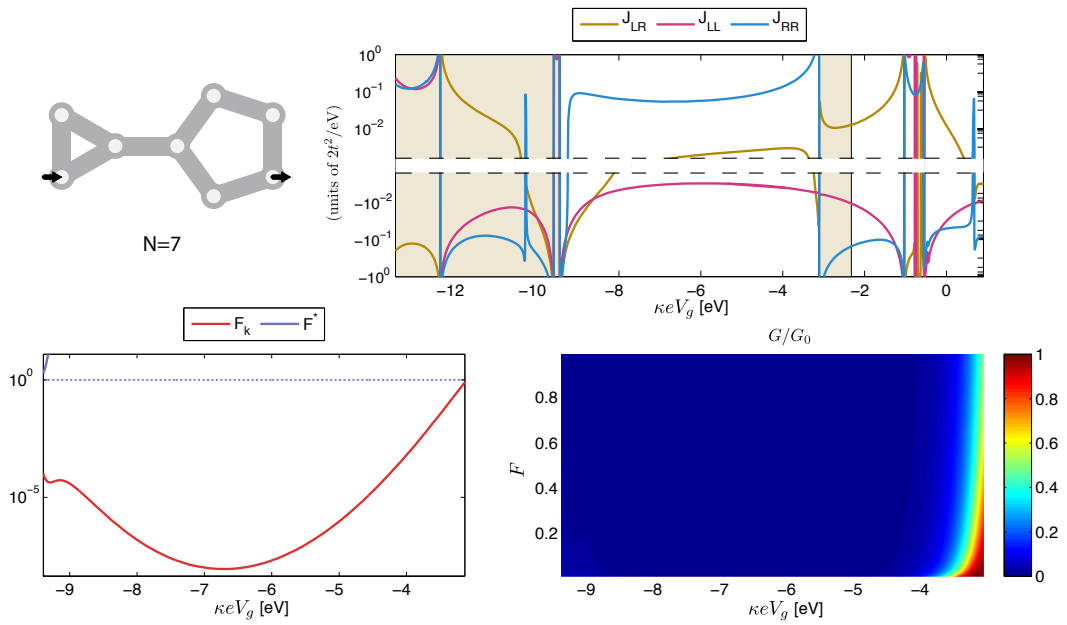 J_LR J_LL J_RR
10^0
10^-1
10^-2
-10^-2
-10^-1
-10^0
(units of 2t^2/eV)
-12 -10 -8 -6 -4 -2 0
κeV_g [eV]
N=7
F_k F^*
10^0
10^-5
-9 -8 -7 -6 -5 -4
κeV_g [eV]
G/G_0
0.8
0.6
0.4
0.2
F
-9 -8 -7 -6 -5 -4
κeV_g [eV]
1
0.8
0.6
0.4
0.2
0